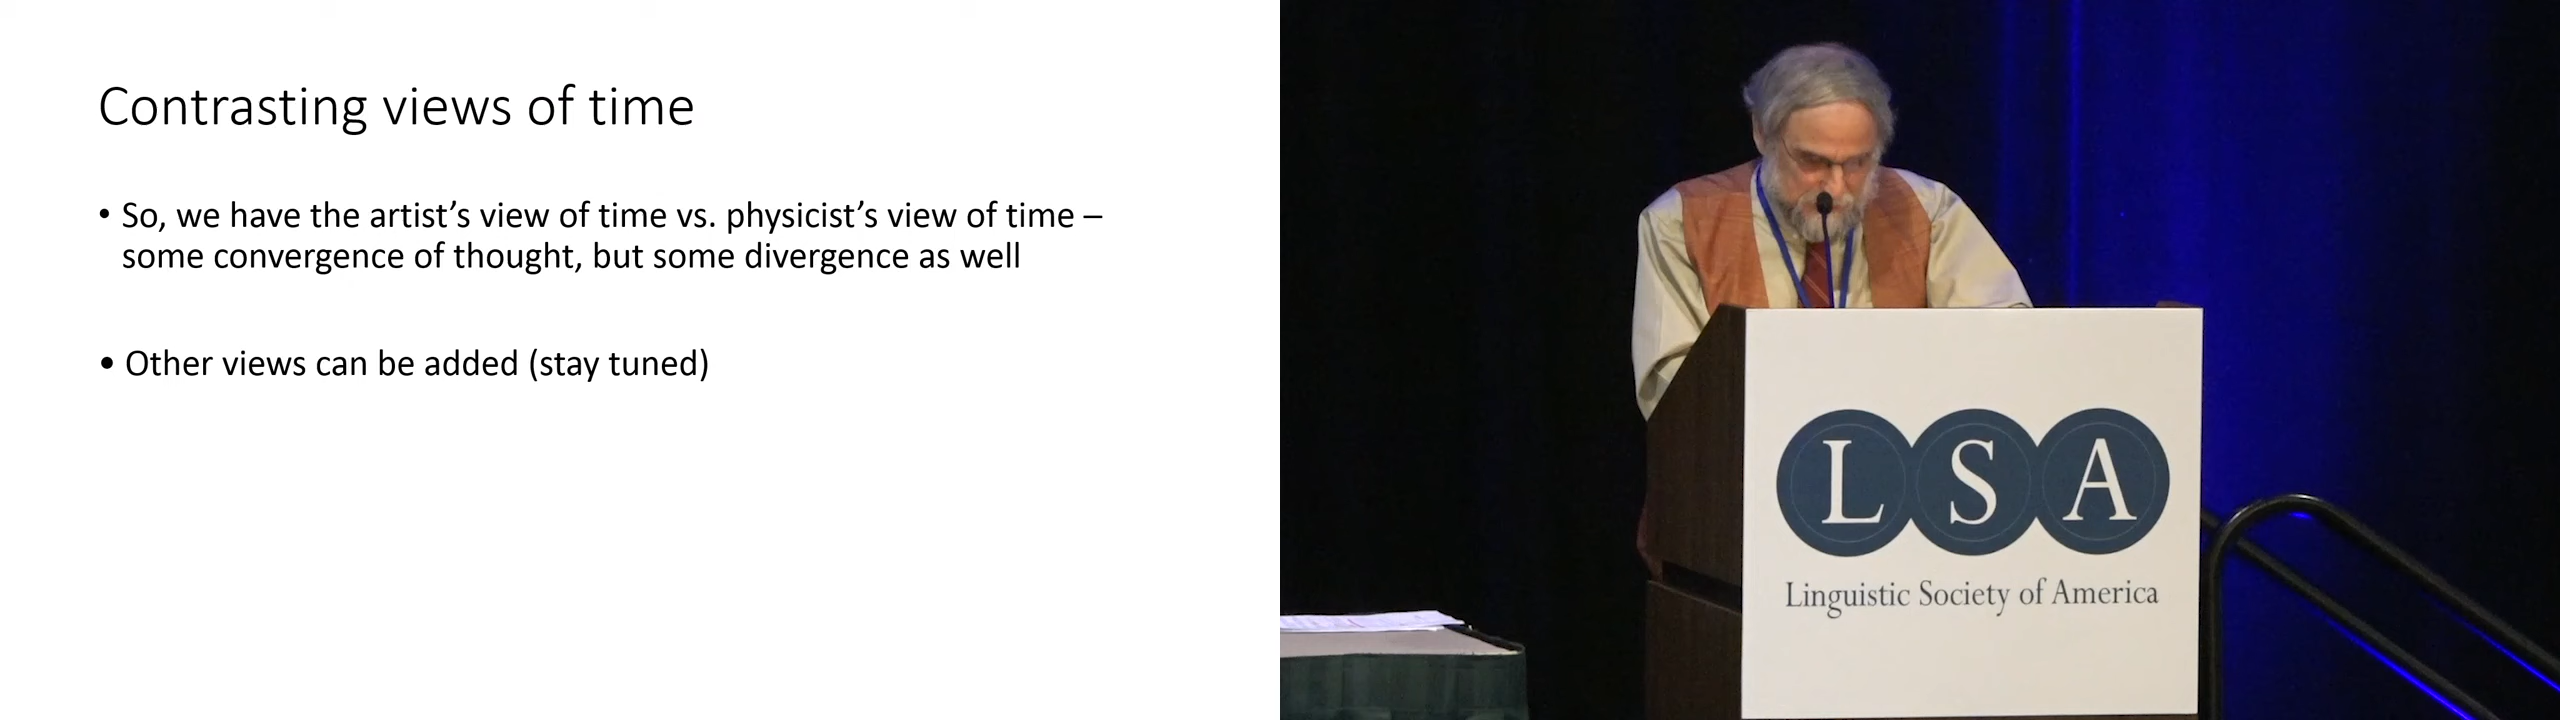 Contrasting views of time
• So, we have the artist’s view of time vs. physicist’s view of time –
some convergence of thought, but some divergence as well
• Other views can be added (stay tuned)
LSA
Linguistic Society of America